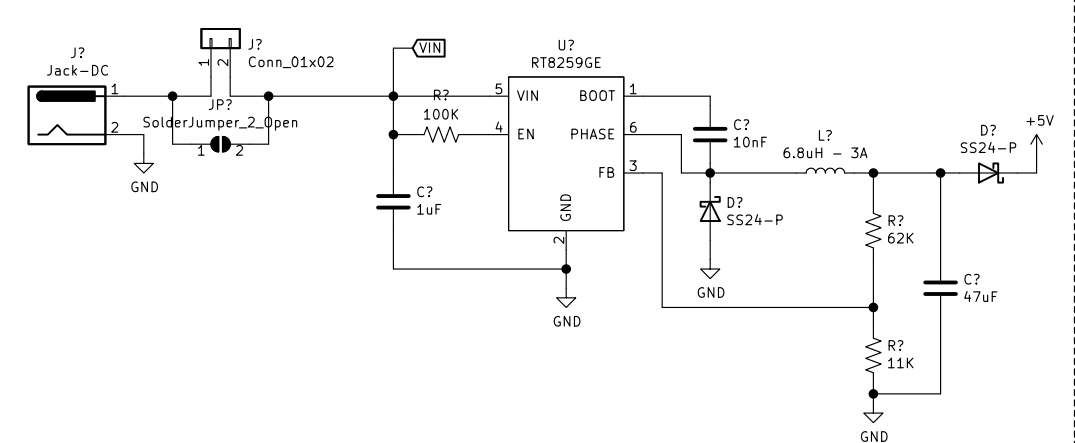 J?
Jack-DC
1
2
GND
J?
Conn_01x02
1
2
JP?
SolderJumper_2_Open
1
2
VIN
R?
100K
C?
1uF
U?
RT8259GE
5
VIN
4
EN
BOOT
1
PHASE
6
FB
3
GND
2
GND
C?
10nF
D?
SS24-P
GND
L?
6.8uH - 3A
D?
SS24-P
+5V
R?
62K
C?
47uF
R?
11K
GND